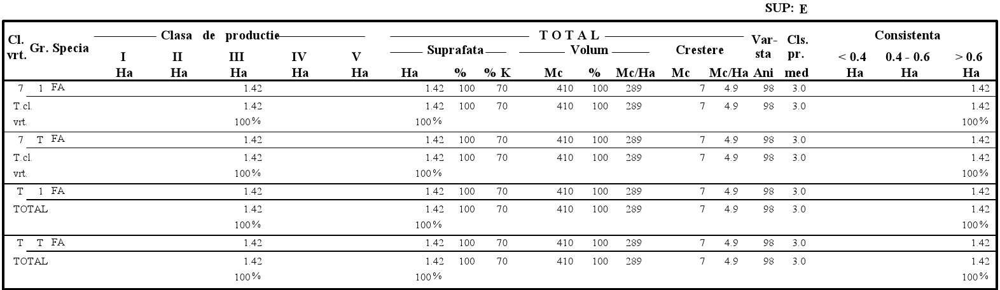 SUP: E
Cl. vrt. Gr. Specia Clasa de productie T O T A L Var- sta Cls. pr. Consistenta
Suprafata Volum Crestere
I II III IV V < 0.4 0.4 - 0.6 > 0.6
Ha Ha Ha Ha Ha Ha % % K Mc % Mc/Ha Mc Mc/Ha Ani med Ha Ha Ha
7 1 FA 1.42 1.42 100 70 410 100 289 7 4.9 98 3.0 1.42
T.cl. 1.42 1.42 100 70 410 100 289 7 4.9 98 3.0 1.42
vrt. 100% 100% 100%
7 T FA 1.42 1.42 100 70 410 100 289 7 4.9 98 3.0 1.42
T.cl. 1.42 1.42 100 70 410 100 289 7 4.9 98 3.0 1.42
vrt. 100% 100% 100%
T 1 FA 1.42 1.42 100 70 410 100 289 7 4.9 98 3.0 1.42
TOTAL 1.42 1.42 100 70 410 100 289 7 4.9 98 3.0 1.42
100% 100% 100%
T T FA 1.42 1.42 100 70 410 100 289 7 4.9 98 3.0 1.42
TOTAL 1.42 1.42 100 70 410 100 289 7 4.9 98 3.0 1.42
100% 100% 100%